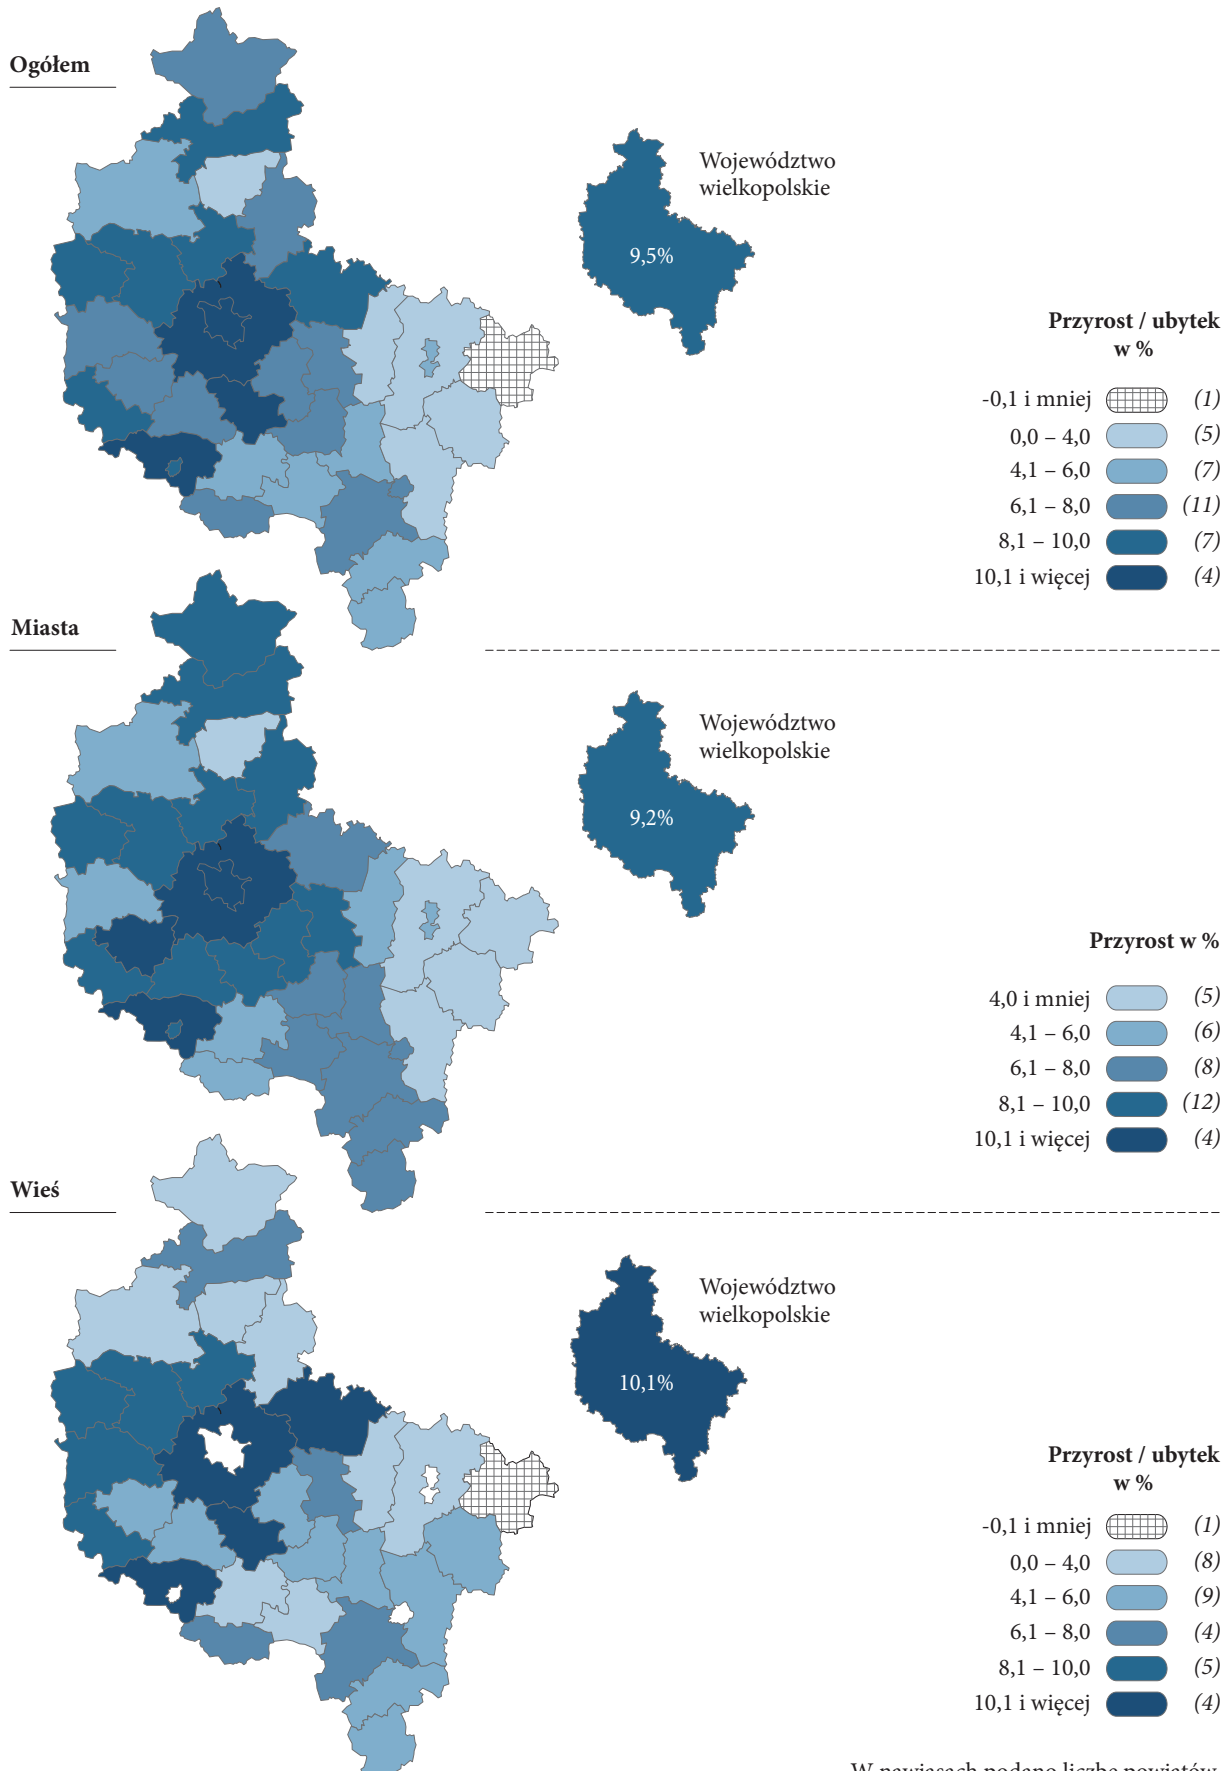 Ogółem
Województwo
wielkopolskie
9,5%
Przyrost / ubytek
w %
-0,1 i mniej (1)
0,0 – 4,0 (5)
4,1 – 6,0 (7)
6,1 – 8,0 (11)
8,1 – 10,0 (7)
10,1 i więcej (4)
Miasta
Województwo
wielkopolskie
9,2%
Przyrost w %
4,0 i mniej (5)
4,1 – 6,0 (6)
6,1 – 8,0 (8)
8,1 – 10,0 (12)
10,1 i więcej (4)
Wieś
Województwo
wielkopolskie
10,1%
Przyrost / ubytek
w %
-0,1 i mniej (1)
0,0 – 4,0 (8)
4,1 – 6,0 (9)
6,1 – 8,0 (4)
8,1 – 10,0 (5)
10,1 i więcej (4)
W nawiasach podano liczbę powiatów.